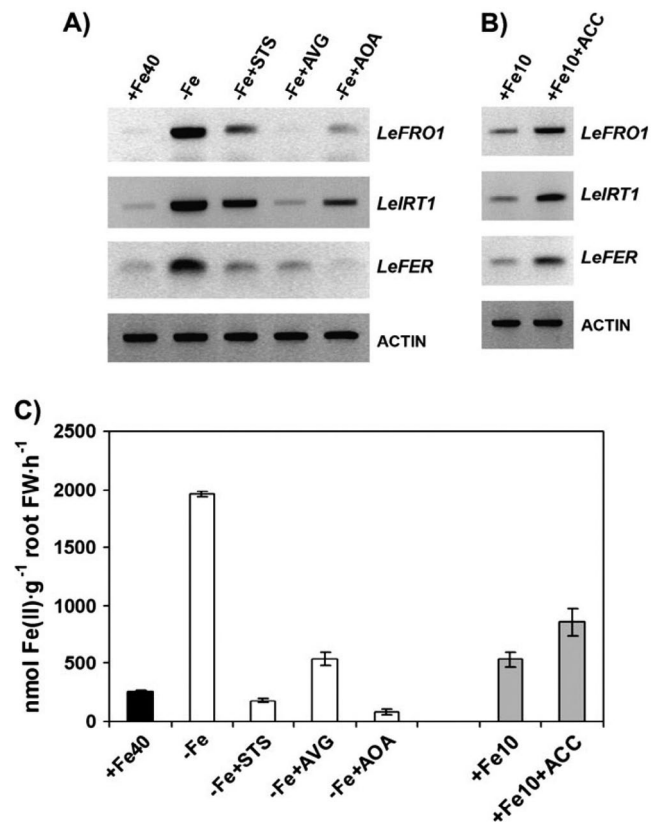 A)
+Fe40
-Fe
-Fe+STS
-Fe+AVG
-Fe+AOA
LeFRO1
LeIRT1
LeFER
ACTIN
B)
+Fe10
+Fe10+ACC
LeFRO1
LeIRT1
LeFER
ACTIN
C)
nmol Fe(II)·g⁻¹ root FW·h⁻¹
2500
2000
1500
1000
500
0
+Fe40
-Fe
-Fe+STS
-Fe+AVG
-Fe+AOA
+Fe10
+Fe10+ACC